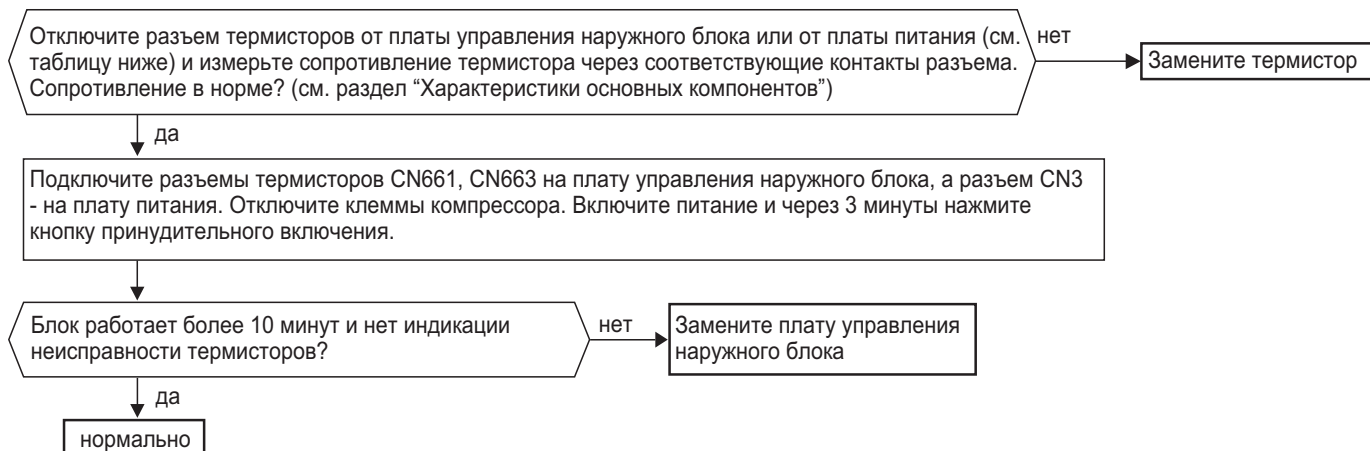 Отключите разъем термисторов от платы управления наружного блока или от платы питания (см.
таблицу ниже) и измерьте сопротивление термистора через соответствующие контакты разъема.
Сопротивление в норме? (см. раздел “Характеристики основных компонентов”)
нет
Замените термистор
да
Подключите разъемы термисторов CN661, CN663 на плату управления наружного блока, а разъем CN3
- на плату питания. Отключите клеммы компрессора. Включите питание и через 3 минуты нажмите
кнопку принудительного включения.
Блок работает более 10 минут и нет индикации
неисправности термисторов?
нет
Замените плату управления
наружного блока
да
нормально